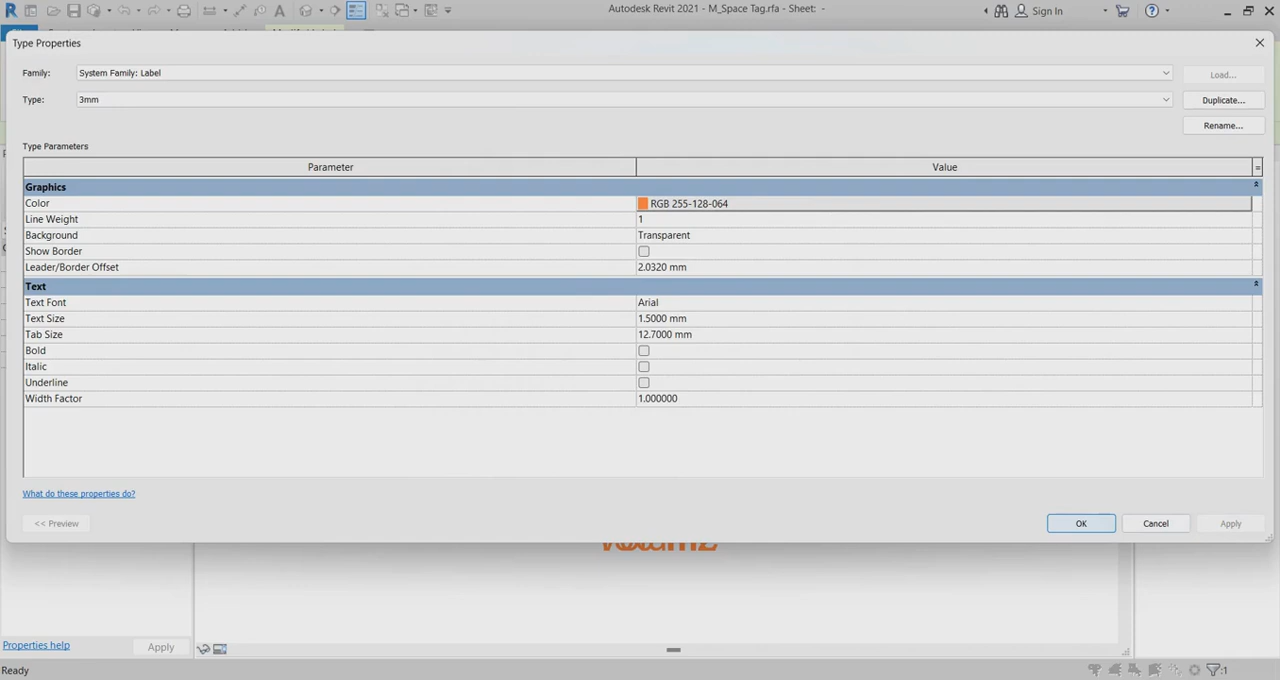 Autodesk Revit 2021 - M_Space Tag.rfa - Sheet: -
Sign In
Type Properties
Family:
System Family: Label
Load...
Type:
3mm
Duplicate...
Rename...
Type Parameters
Parameter Value =
Graphics
Color RGB 255-128-064
Line Weight 1
Background Transparent
Show Border
Leader/Border Offset 2.0320 mm
Text
Text Font Arial
Text Size 1.5000 mm
Tab Size 12.7000 mm
Bold
Italic
Underline
Width Factor 1.000000
What do these properties do?
<< Preview
OK
Cancel
Apply
Properties help
Apply
Ready
:1